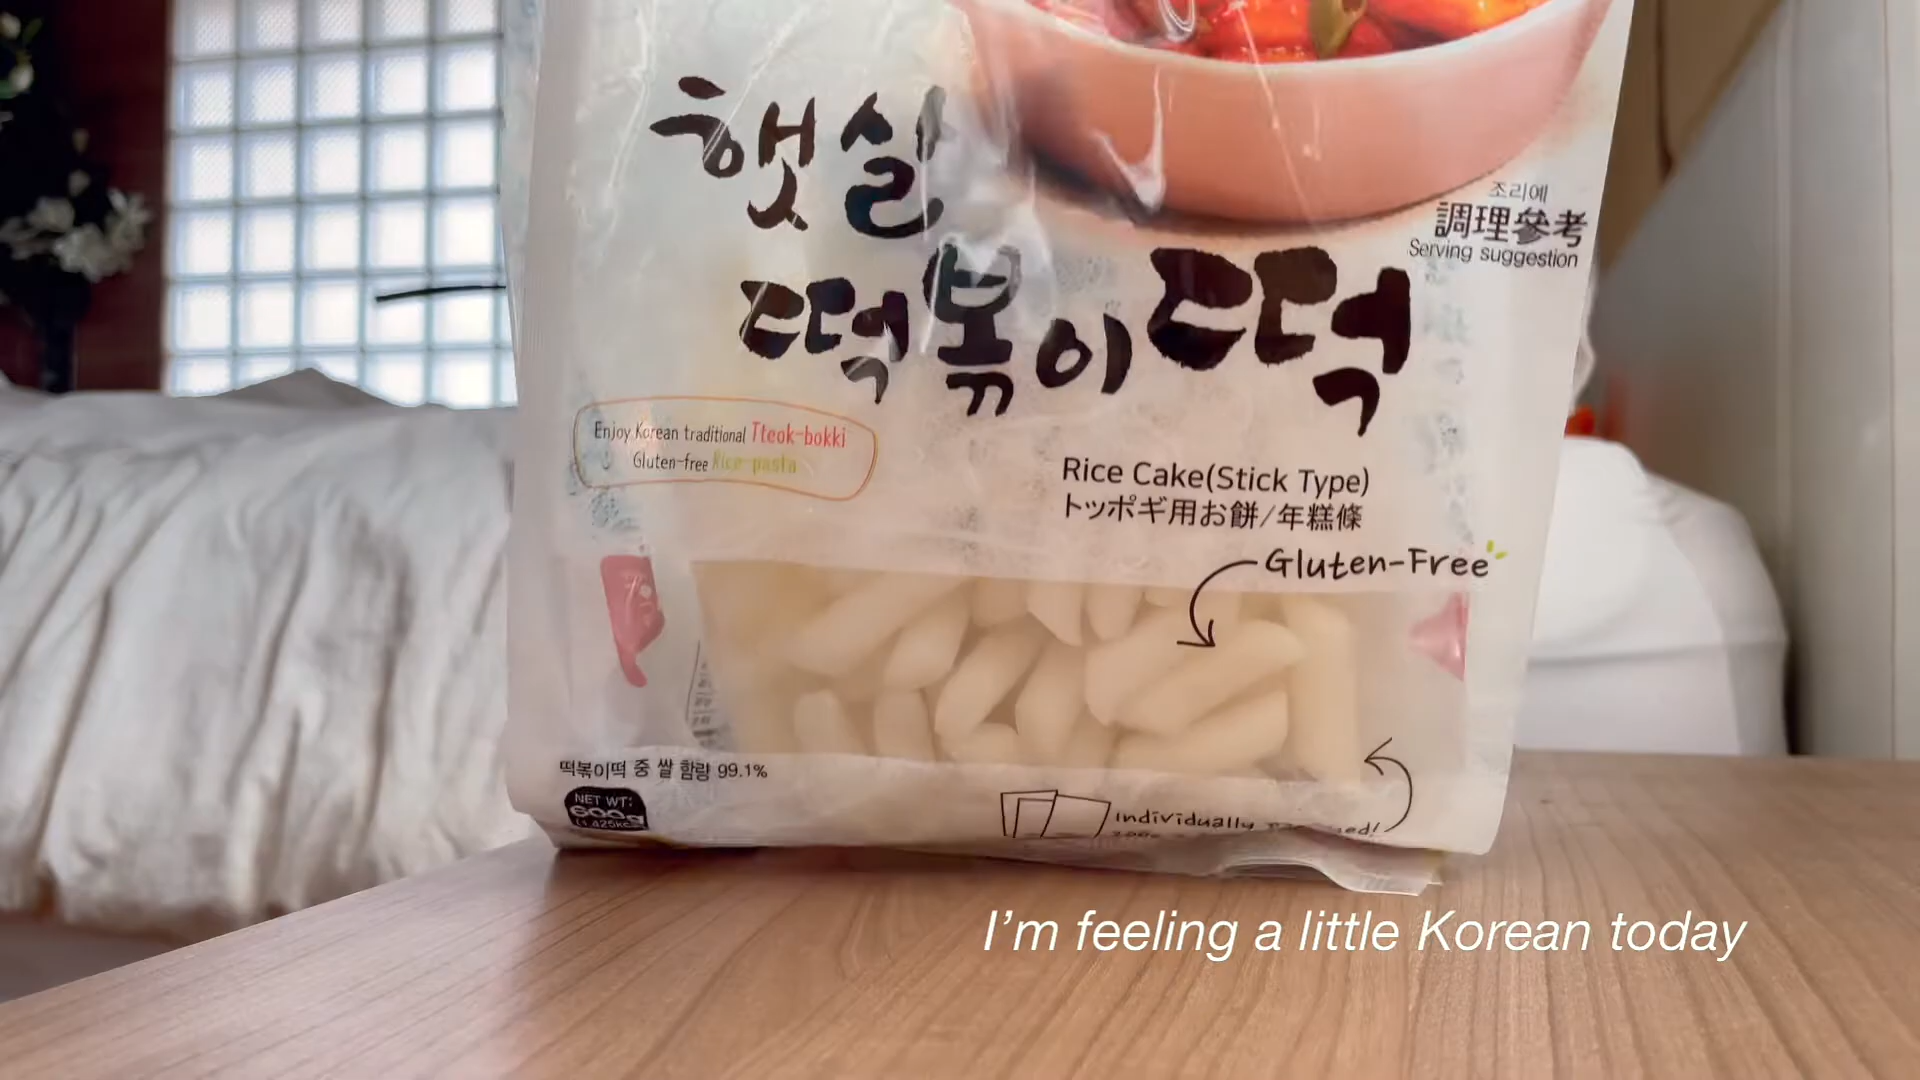 햇살
떡볶이떡
조리예
調理參考
Serving suggestion
Enjoy Korean traditional Tteok-bokki
Gluten-free Rice-pasta
Rice Cake(Stick Type)
トッポギ用お餅/年糕條
Gluten-Free
떡볶이떡 중 쌀 함량 99.1%
NET WT:
600g
Individually
I'm feeling a little Korean today